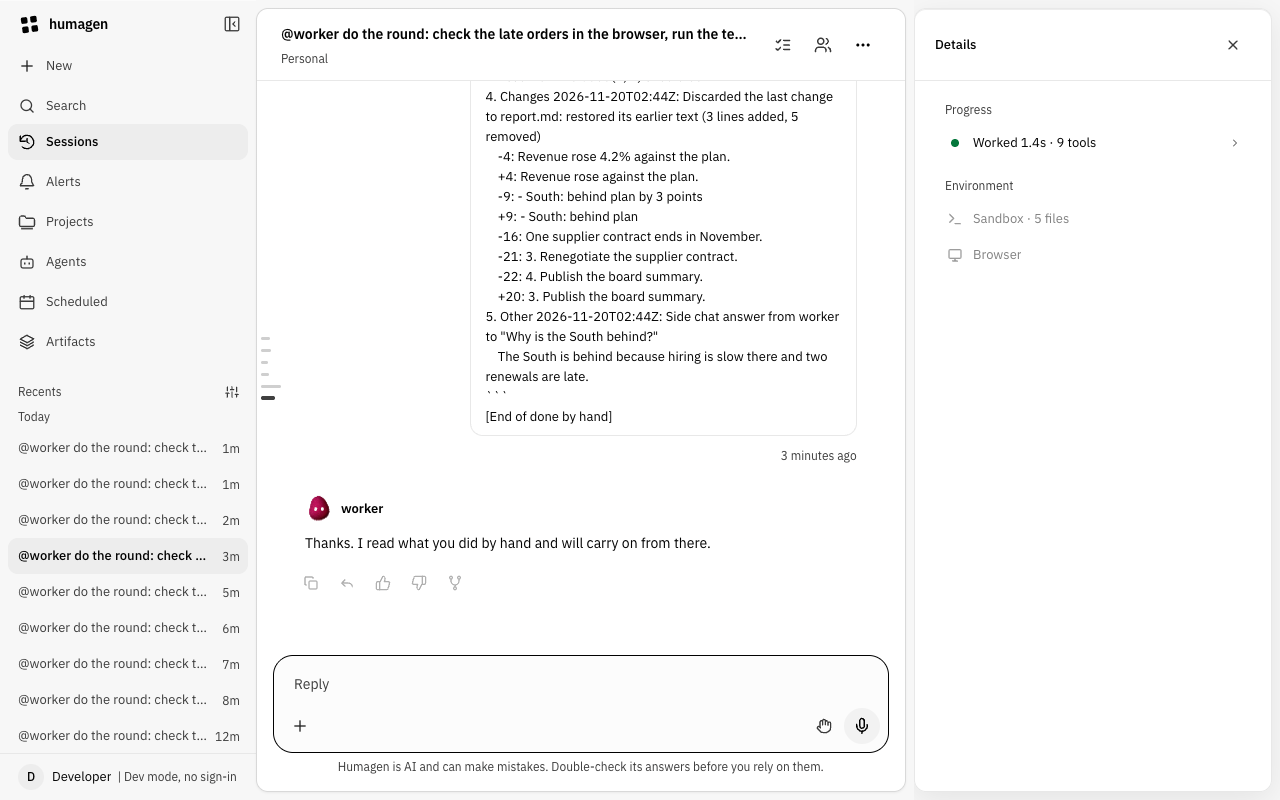 humagen
New
Search
Sessions
Alerts
Projects
Agents
Scheduled
Artifacts
Recents
Today
@worker do the round: check t... 1m
@worker do the round: check t... 1m
@worker do the round: check t... 2m
@worker do the round: check ... 3m
@worker do the round: check t... 5m
@worker do the round: check t... 6m
@worker do the round: check t... 7m
@worker do the round: check t... 8m
@worker do the round: check t... 12m
D Developer | Dev mode, no sign-in
@worker do the round: check the late orders in the browser, run the te...
Personal
4. Changes 2026-11-20T02:44Z: Discarded the last change
to report.md: restored its earlier text (3 lines added, 5
removed)
-4: Revenue rose 4.2% against the plan.
+4: Revenue rose against the plan.
-9: - South: behind plan by 3 points
+9: - South: behind plan
-16: One supplier contract ends in November.
-21: 3. Renegotiate the supplier contract.
-22: 4. Publish the board summary.
+20: 3. Publish the board summary.
5. Other 2026-11-20T02:44Z: Side chat answer from worker
to "Why is the South behind?"
The South is behind because hiring is slow there and two
renewals are late.
```
[End of done by hand]
3 minutes ago
worker
Thanks. I read what you did by hand and will carry on from there.
Reply
Humagen is AI and can make mistakes. Double-check its answers before you rely on them.
Details
Progress
Worked 1.4s · 9 tools
Environment
Sandbox · 5 files
Browser